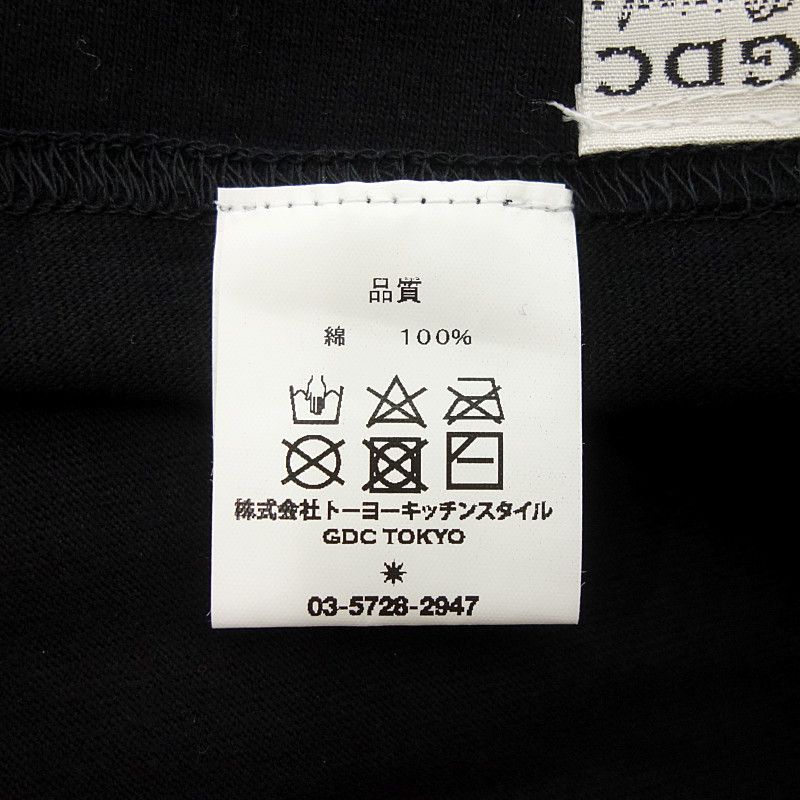 GDC
品質
綿 100%
株式会社トーヨーキッチンスタイル
GDC TOKYO
03-5728-2947